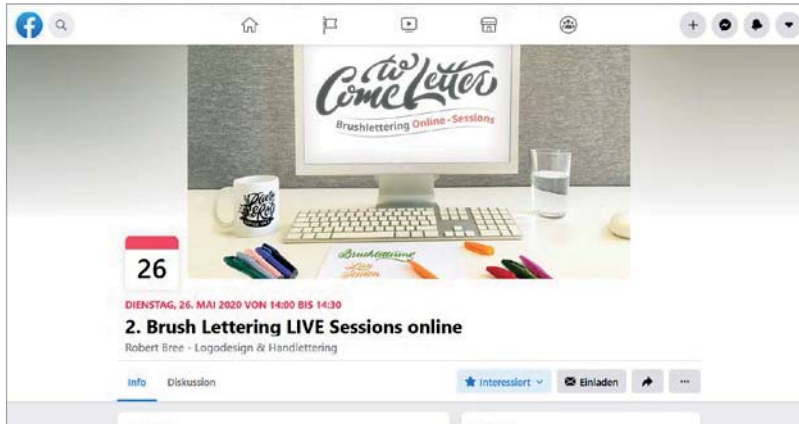 Come to Letter
Brushlettering Online-Sessions
Brushlettering
26
DIENSTAG, 26. MAI 2020 VON 14:00 BIS 14:30
2. Brush Lettering LIVE Sessions online
Robert Bree - Logodesign & Handlettering
Info Diskussion Interessiert Einladen